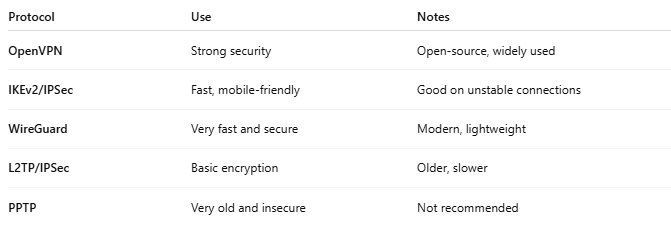 Protocol Use Notes
OpenVPN Strong security Open-source, widely used
IKEv2/IPSec Fast, mobile-friendly Good on unstable connections
WireGuard Very fast and secure Modern, lightweight
L2TP/IPSec Basic encryption Older, slower
PPTP Very old and insecure Not recommended